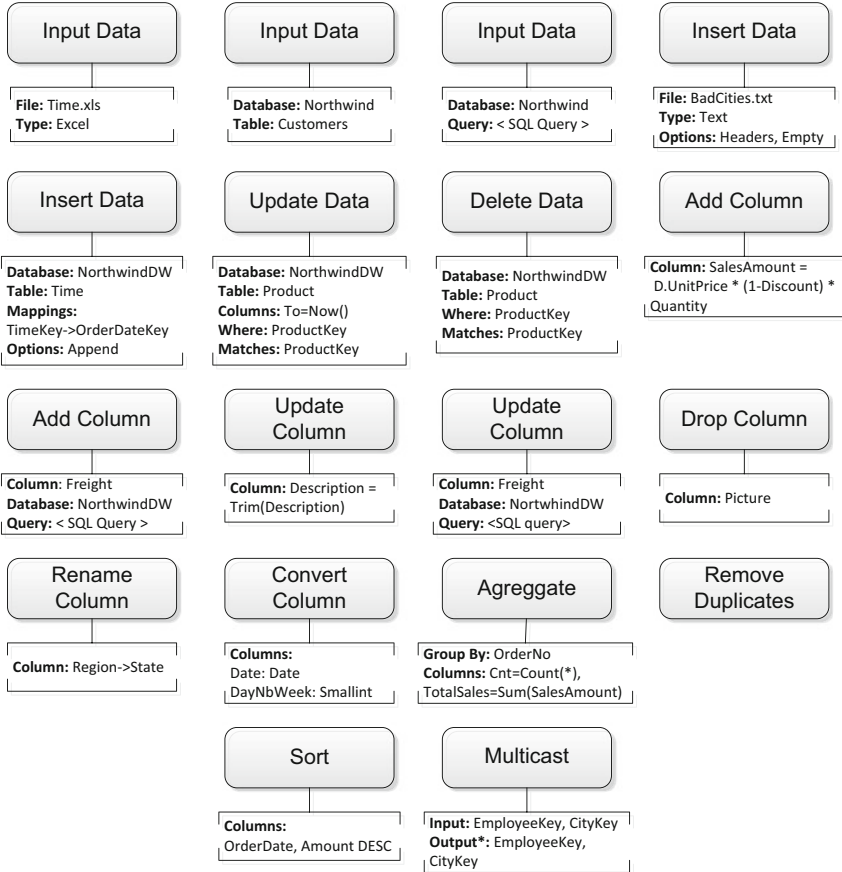 Input Data
File: Time.xls
Type: Excel
Input Data
Database: Northwind
Table: Customers
Input Data
Database: Northwind
Query: < SQL Query >
Insert Data
File: BadCities.txt
Type: Text
Options: Headers, Empty
Insert Data
Database: NorthwindDW
Table: Time
Mappings:
TimeKey->OrderDateKey
Options: Append
Update Data
Database: NorthwindDW
Table: Product
Columns: To=Now()
Where: ProductKey
Matches: ProductKey
Delete Data
Database: NorthwindDW
Table: Product
Where: ProductKey
Matches: ProductKey
Add Column
Column: SalesAmount =
D.UnitPrice * (1-Discount) *
Quantity
Add Column
Column: Freight
Database: NorthwindDW
Query: < SQL Query >
Update
Column
Column: Description =
Trim(Description)
Update
Column
Column: Freight
Database: NortwhindDW
Query: <SQL query>
Drop Column
Column: Picture
Rename
Column
Column: Region->State
Convert
Column
Columns:
Date: Date
DayNbWeek: Smallint
Agreggate
Group By: OrderNo
Columns: Cnt=Count(*),
TotalSales=Sum(SalesAmount)
Remove
Duplicates
Sort
Columns:
OrderDate, Amount DESC
Multicast
Input: EmployeeKey, CityKey
Output*: EmployeeKey,
CityKey